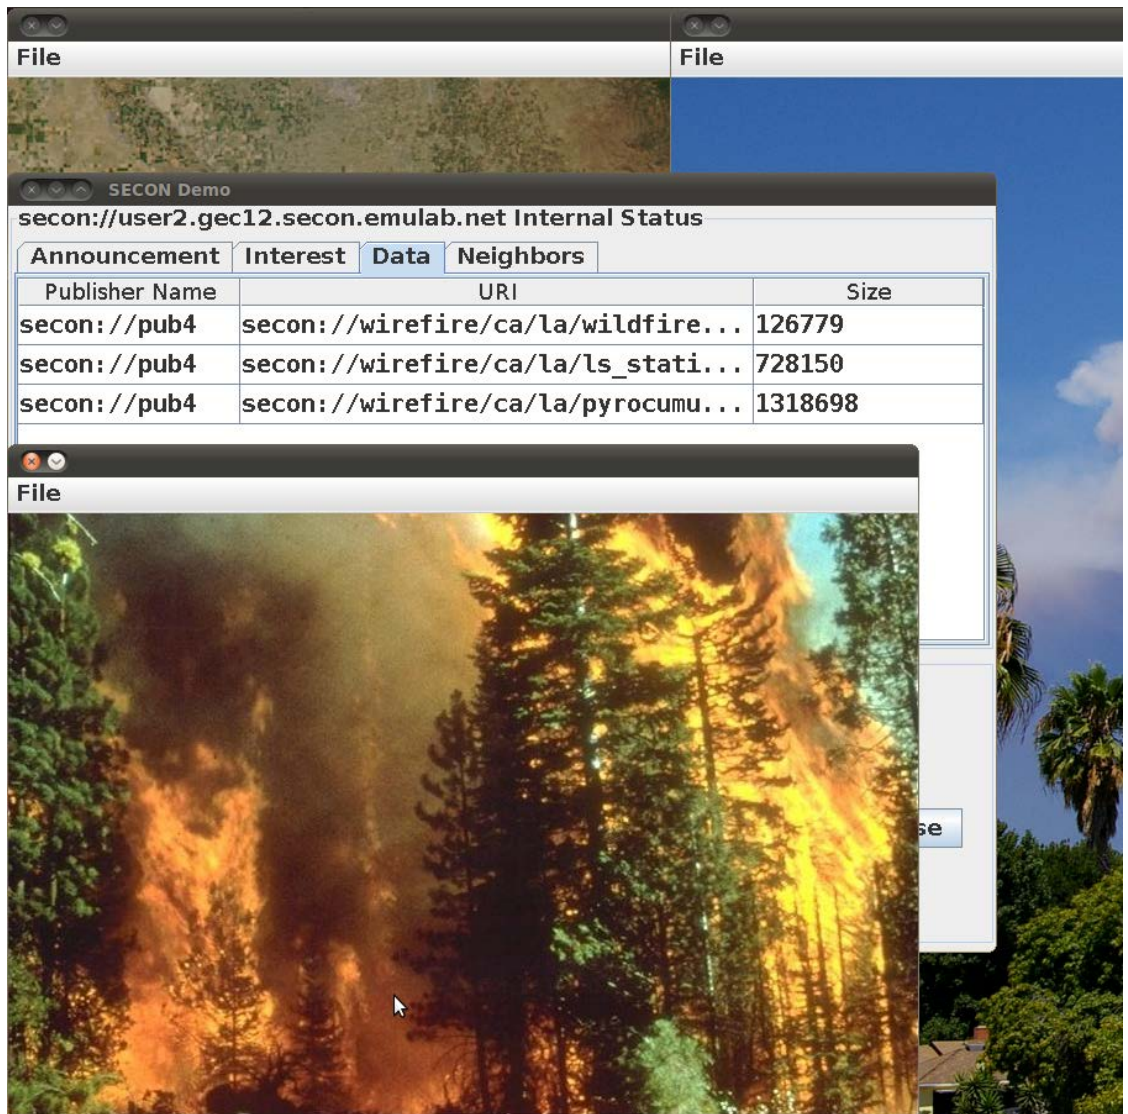 File
File
SECON Demo
secon://user2.gec12.secon.emulab.net Internal Status
Announcement Interest Data Neighbors
Publisher Name URI Size
secon://pub4 secon://wirefire/ca/la/wildfire... 126779
secon://pub4 secon://wirefire/ca/la/ls_stati... 728150
secon://pub4 secon://wirefire/ca/la/pyrocumu... 1318698
File
se